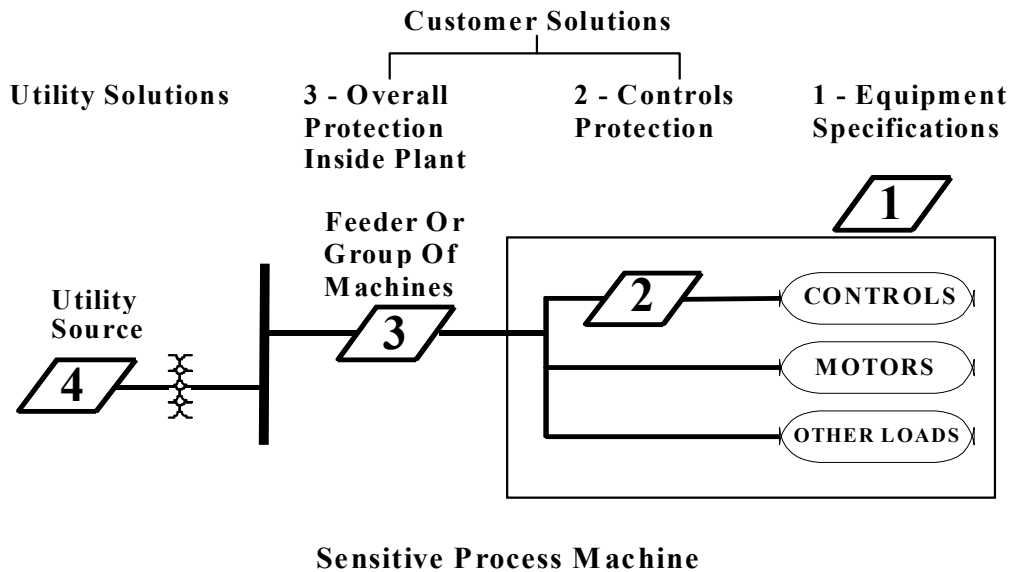 Customer Solutions
Utility Solutions
3 - Overall
Protection
Inside Plant
2 - Controls
Protection
1 - Equipment
Specifications
1
Feeder Or
Group Of
Machines
Utility
Source
4
3
2
CONTROLS
MOTORS
OTHER LOADS
Sensitive Process Machine